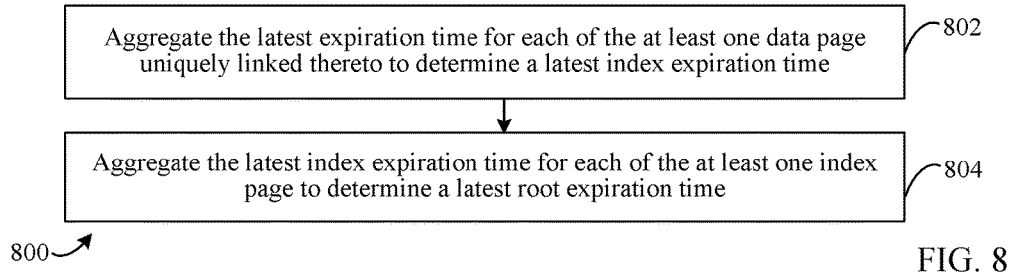 Aggregate the latest expiration time for each of the at least one data page
uniquely linked thereto to determine a latest index expiration time
802
Aggregate the latest index expiration time for each of the at least one index
page to determine a latest root expiration time
804
800
FIG. 8